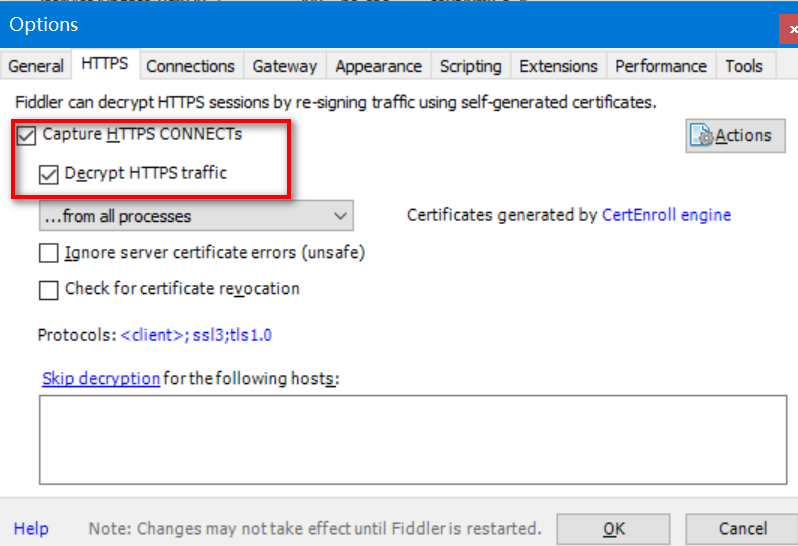 Options
General HTTPS Connections Gateway Appearance Scripting Extensions Performance Tools
Fiddler can decrypt HTTPS sessions by re-signing traffic using self-generated certificates.
Capture HTTPS CONNECTs
Actions
Decrypt HTTPS traffic
...from all processes
Certificates generated by CertEnroll engine
Ignore server certificate errors (unsafe)
Check for certificate revocation
Protocols: <client>;ssl3;tls1.0
Skip decryption for the following hosts:
Help
Note: Changes may not take effect until Fiddler is restarted.
OK
Cancel